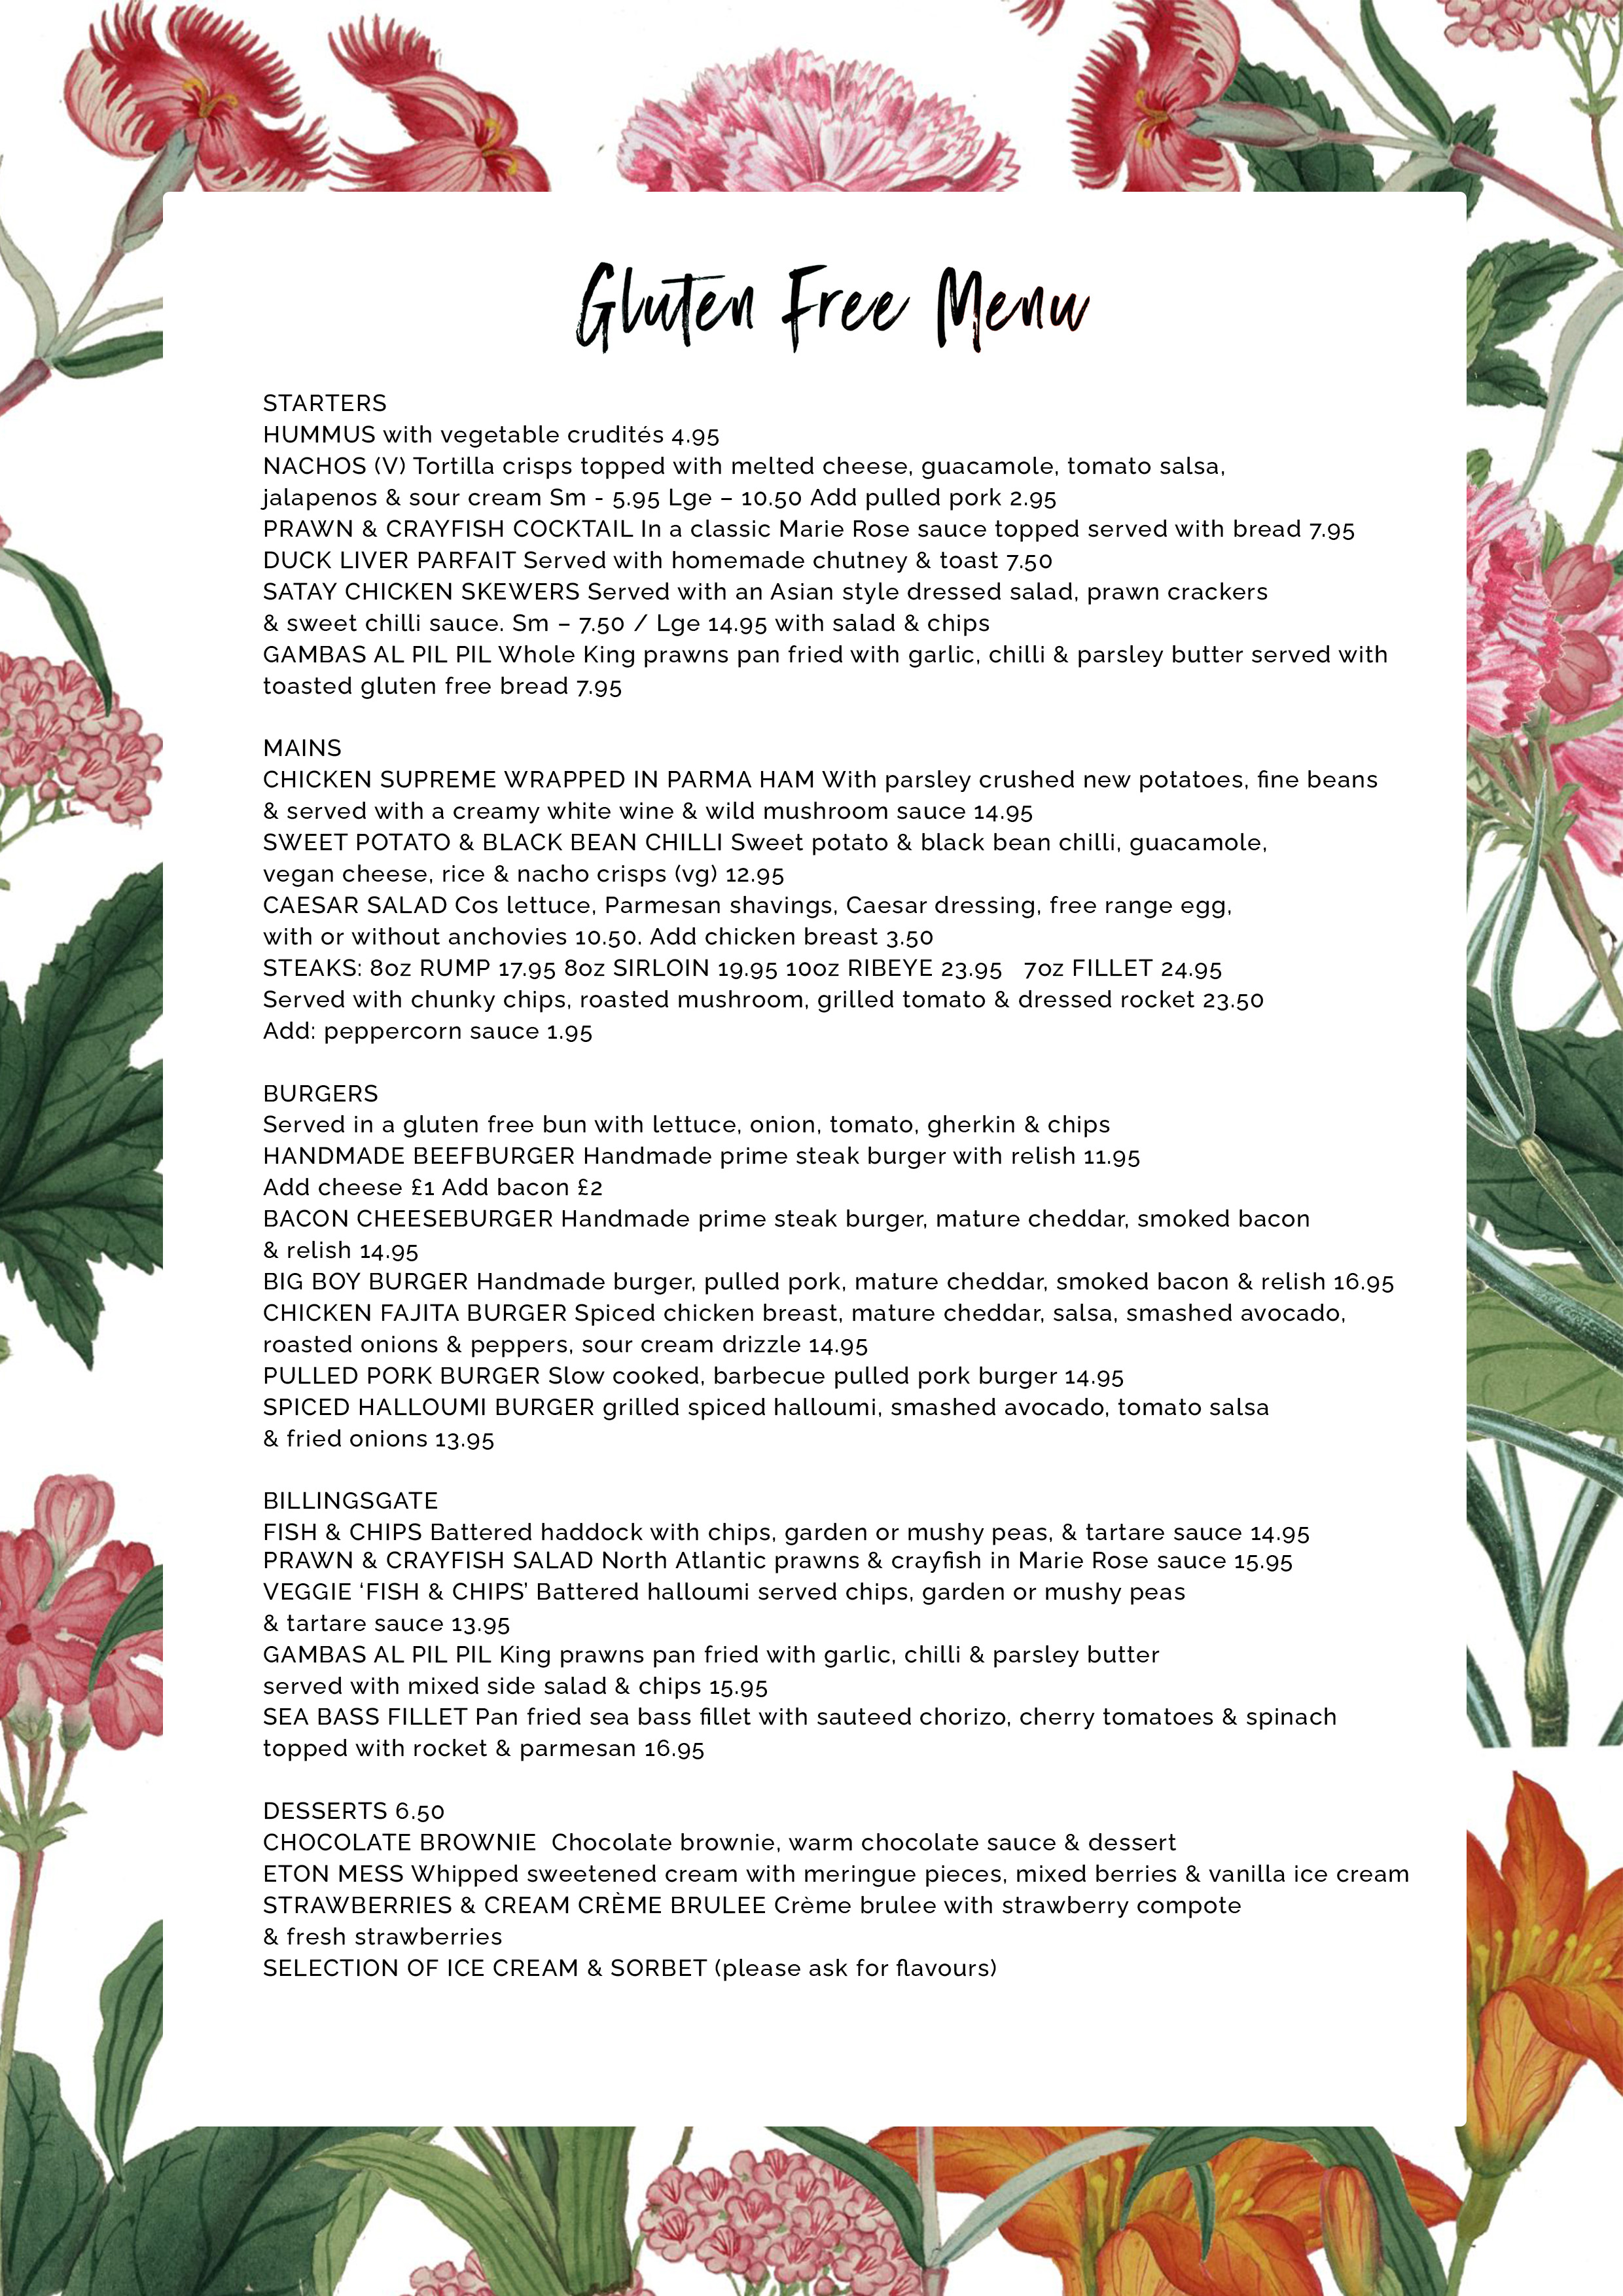 Gluten Free Menu
STARTERS
HUMMUS with vegetable crudités 4.95
NACHOS (V) Tortilla crisps topped with melted cheese, guacamole, tomato salsa,
jalapenos & sour cream Sm - 5.95 Lge – 10.50 Add pulled pork 2.95
PRAWN & CRAYFISH COCKTAIL In a classic Marie Rose sauce topped served with bread 7.95
DUCK LIVER PARFAIT Served with homemade chutney & toast 7.50
SATAY CHICKEN SKEWERS Served with an Asian style dressed salad, prawn crackers
& sweet chilli sauce. Sm – 7.50 / Lge 14.95 with salad & chips
GAMBAS AL PIL PIL Whole King prawns pan fried with garlic, chilli & parsley butter served with
toasted gluten free bread 7.95
MAINS
CHICKEN SUPREME WRAPPED IN PARMA HAM With parsley crushed new potatoes, fine beans
& served with a creamy white wine & wild mushroom sauce 14.95
SWEET POTATO & BLACK BEAN CHILLI Sweet potato & black bean chilli, guacamole,
vegan cheese, rice & nacho crisps (vg) 12.95
CAESAR SALAD Cos lettuce, Parmesan shavings, Caesar dressing, free range egg,
with or without anchovies 10.50. Add chicken breast 3.50
STEAKS: 8oz RUMP 17.95 8oz SIRLOIN 19.95 10oz RIBEYE 23.95 7oz FILLET 24.95
Served with chunky chips, roasted mushroom, grilled tomato & dressed rocket 23.50
Add: peppercorn sauce 1.95
BURGERS
Served in a gluten free bun with lettuce, onion, tomato, gherkin & chips
HANDMADE BEEFBURGER Handmade prime steak burger with relish 11.95
Add cheese £1 Add bacon £2
BACON CHEESEBURGER Handmade prime steak burger, mature cheddar, smoked bacon
& relish 14.95
BIG BOY BURGER Handmade burger, pulled pork, mature cheddar, smoked bacon & relish 16.95
CHICKEN FAJITA BURGER Spiced chicken breast, mature cheddar, salsa, smashed avocado,
roasted onions & peppers, sour cream drizzle 14.95
PULLED PORK BURGER Slow cooked, barbecue pulled pork burger 14.95
SPICED HALLOUMI BURGER grilled spiced halloumi, smashed avocado, tomato salsa
& fried onions 13.95
BILLINGSGATE
FISH & CHIPS Battered haddock with chips, garden or mushy peas, & tartare sauce 14.95
PRAWN & CRAYFISH SALAD North Atlantic prawns & crayfish in Marie Rose sauce 15.95
VEGGIE ‘FISH & CHIPS’ Battered halloumi served chips, garden or mushy peas
& tartare sauce 13.95
GAMBAS AL PIL PIL King prawns pan fried with garlic, chilli & parsley butter
served with mixed side salad & chips 15.95
SEA BASS FILLET Pan fried sea bass fillet with sauteed chorizo, cherry tomatoes & spinach
topped with rocket & parmesan 16.95
DESSERTS 6.50
CHOCOLATE BROWNIE Chocolate brownie, warm chocolate sauce & dessert
ETON MESS Whipped sweetened cream with meringue pieces, mixed berries & vanilla ice cream
STRAWBERRIES & CREAM CRÈME BRULEE Crème brulee with strawberry compote
& fresh strawberries
SELECTION OF ICE CREAM & SORBET (please ask for flavours)